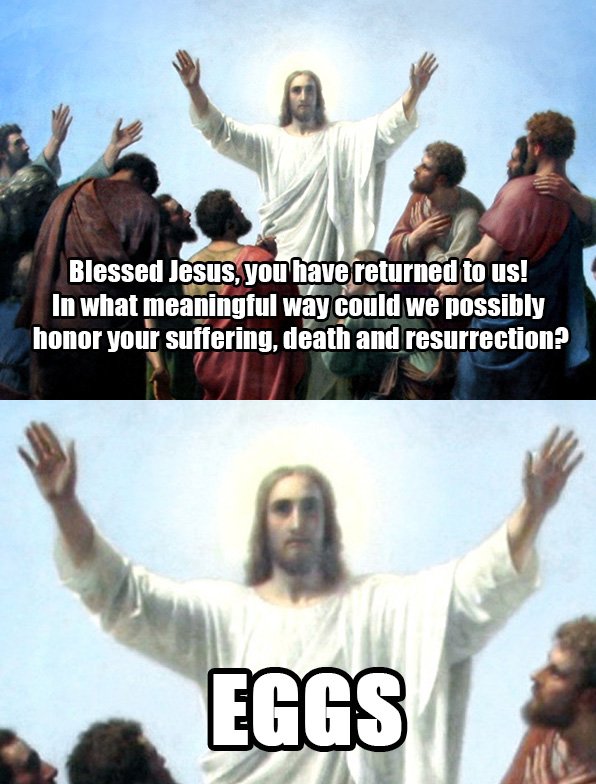 Blessed Jesus, you have returned to us!
In what meaningful way could we possibly
honor your suffering, death and resurrection?
EGGS